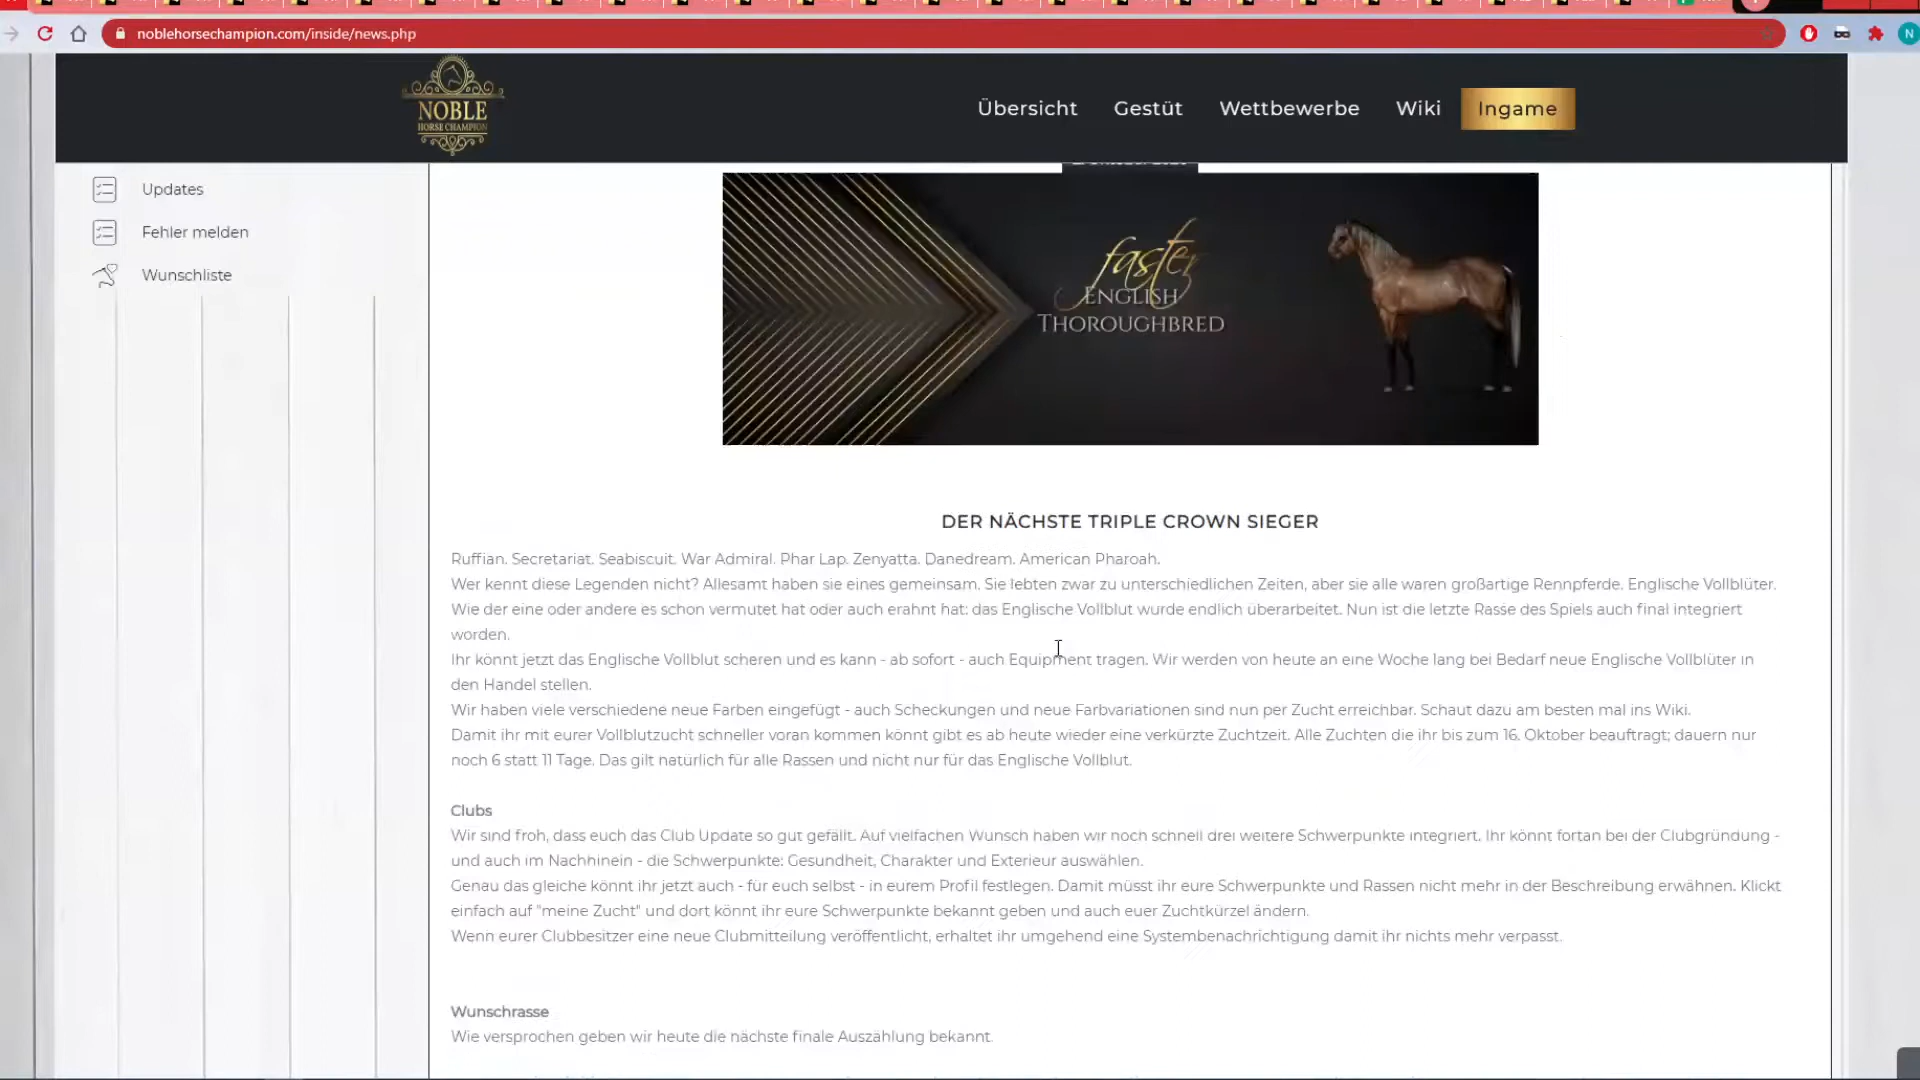 noblehorsechampion.com/inside/news.php
N
NOBLE
HORSE CHAMPION
Übersicht
Gestüt
Wettbewerbe
Wiki
Ingame
Updates
Fehler melden
Wunschliste
faster
ENGLISH
THOROUGHBRED
DER NÄCHSTE TRIPLE CROWN SIEGER
Ruffian. Secretariat. Seabiscuit. War Admiral. Phar Lap. Zenyatta. Danedream. American Pharoah.
Wer kennt diese Legenden nicht? Allesamt haben sie eines gemeinsam. Sie lebten zwar zu unterschiedlichen Zeiten, aber sie alle waren großartige Rennpferde. Englische Vollblüter.
Wie der eine oder andere es schon vermutet hat oder auch erahnt hat: das Englische Vollblut wurde endlich überarbeitet. Nun ist die letzte Rasse des Spiels auch final integriert
worden.
Ihr könnt jetzt das Englische Vollblut scheren und es kann - ab sofort - auch Equipment tragen. Wir werden von heute an eine Woche lang bei Bedarf neue Englische Vollblüter in
den Handel stellen.
Wir haben viele verschiedene neue Farben eingefügt - auch Scheckungen und neue Farbvariationen sind nun per Zucht erreichbar. Schaut dazu am besten mal ins Wiki.
Damit ihr mit eurer Vollblutzucht schneller voran kommen könnt gibt es ab heute wieder eine verkürzte Zuchtzeit. Alle Zuchten die ihr bis zum 16. Oktober beauftragt; dauern nur
noch 6 statt 11 Tage. Das gilt natürlich für alle Rassen und nicht nur für das Englische Vollblut.
Clubs
Wir sind froh, dass euch das Club Update so gut gefällt. Auf vielfachen Wunsch haben wir noch schnell drei weitere Schwerpunkte integriert. Ihr könnt fortan bei der Clubgründung -
und auch im Nachhinein - die Schwerpunkte: Gesundheit, Charakter und Exterieur auswählen.
Genau das gleiche könnt ihr jetzt auch - für euch selbst - in eurem Profil festlegen. Damit müsst ihr eure Schwerpunkte und Rassen nicht mehr in der Beschreibung erwähnen. Klickt
einfach auf "meine Zucht" und dort könnt ihr eure Schwerpunkte bekannt geben und auch euer Zuchtkürzel ändern.
Wenn eurer Clubbesitzer eine neue Clubmitteilung veröffentlicht, erhaltet ihr umgehend eine Systembenachrichtigung damit ihr nichts mehr verpasst.
Wunschrasse
Wie versprochen geben wir heute die nächste finale Auszählung bekannt.